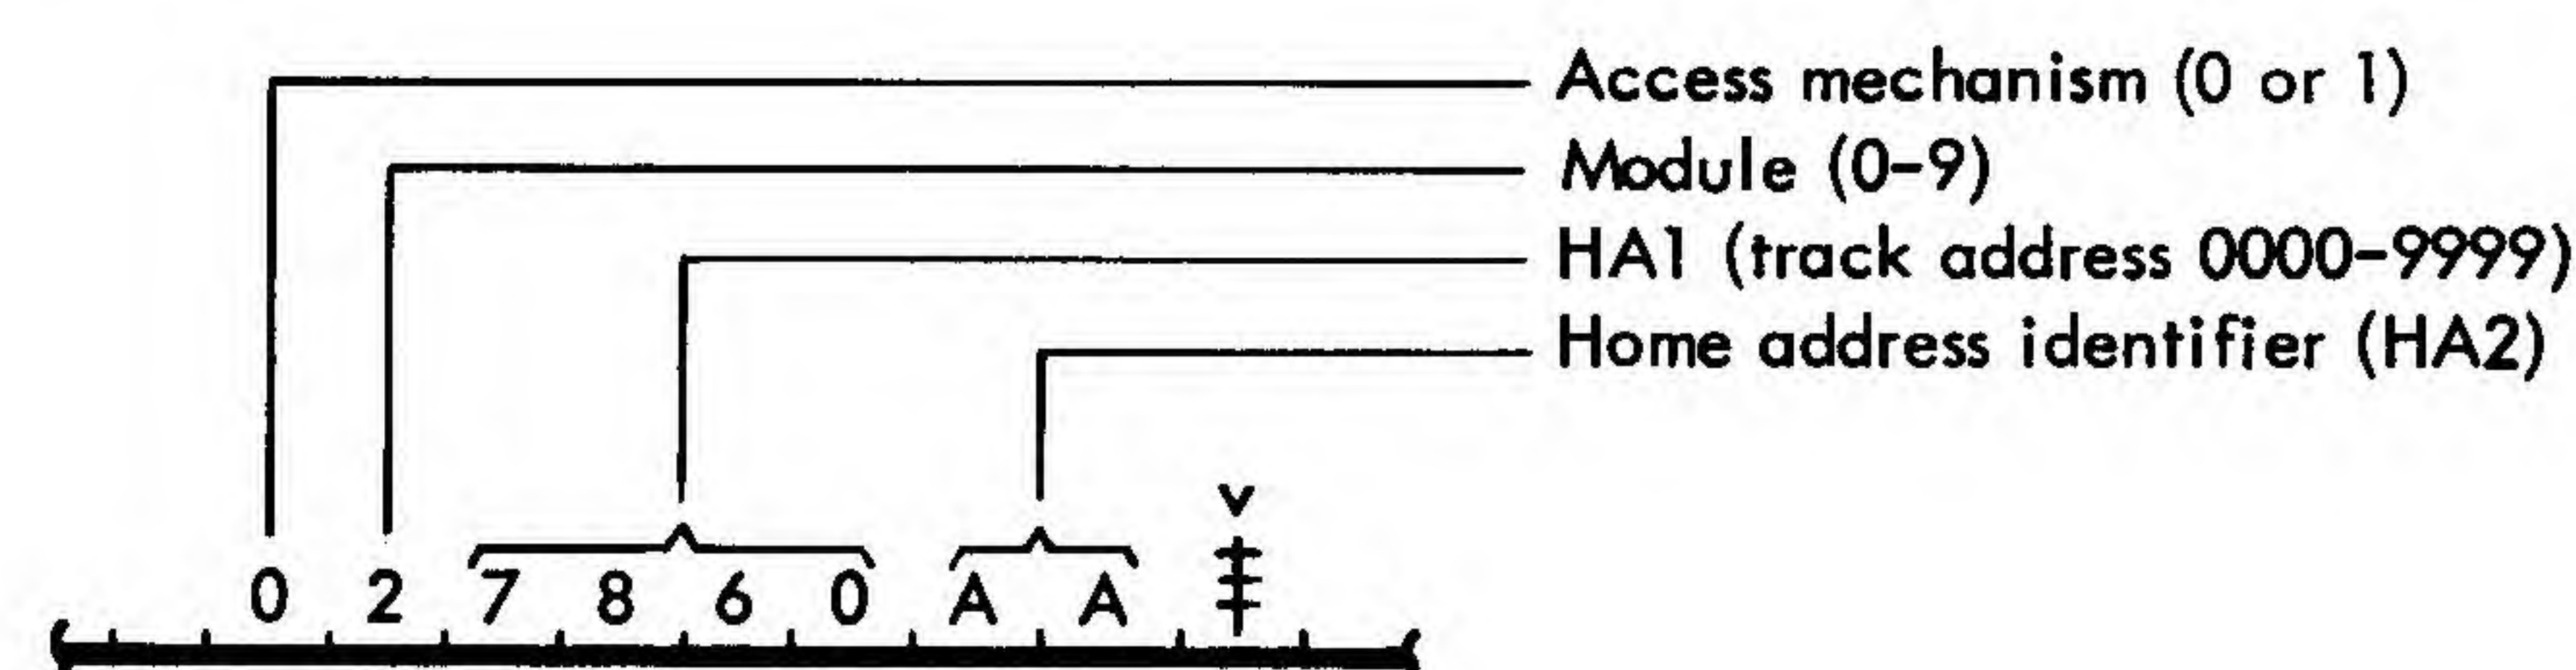 Access mechanism (0 or 1)
Module (0-9)
HA1 (track address 0000-9999)
Home address identifier (HA2)
v
0 2 7 8 6 0 A A ⯒